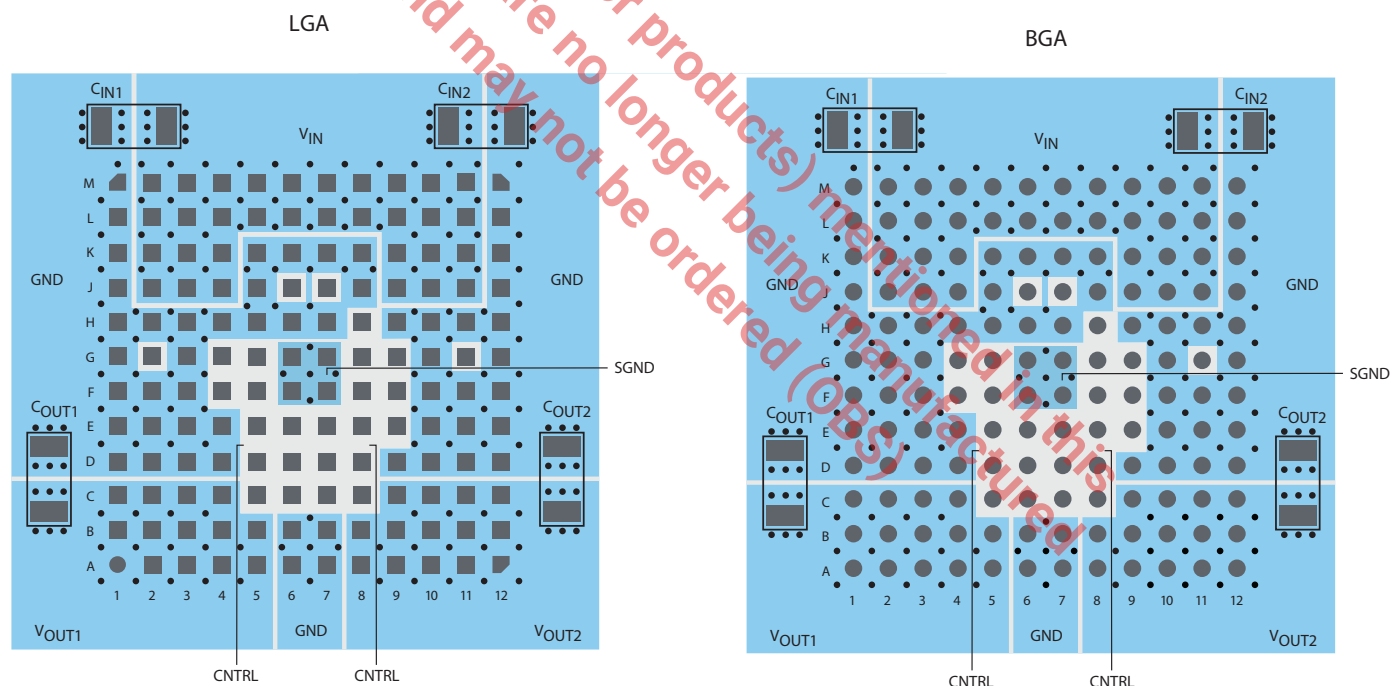 LGA
CIN1
CIN2
VIN
M
L
K
J
H
G
F
E
D
C
B
A
GND
GND
SGND
COUT1
COUT2
1 2 3 4 5 6 7 8 9 10 11 12
VOUT1
GND
VOUT2
CNTRL
CNTRL
BGA
CIN1
CIN2
VIN
M
L
K
J
H
G
F
E
D
C
B
A
GND
GND
SGND
COUT1
COUT2
1 2 3 4 5 6 7 8 9 10 11 12
VOUT1
GND
VOUT2
CNTRL
CNTRL
or products) mentioned in this
re no longer being manufactured
nd may not be ordered (OBS)